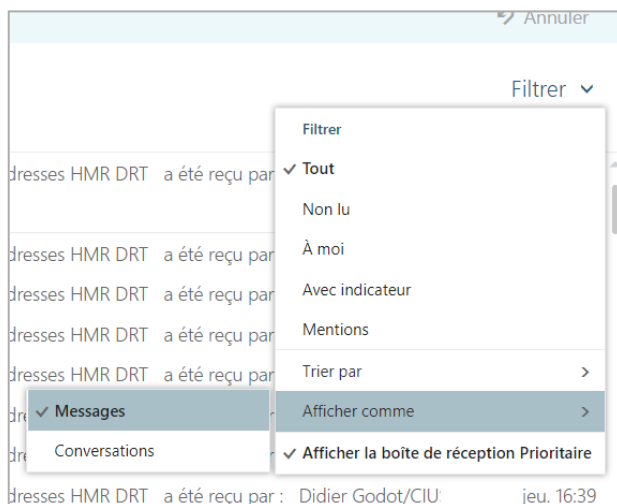 Annuler
Filtrer
Filtrer
dresses HMR DRT a été reçu par
Tout
Non lu
dresses HMR DRT a été reçu par
À moi
dresses HMR DRT a été reçu par
Avec indicateur
dresses HMR DRT a été reçu par
Mentions
dresses HMR DRT a été reçu par
Trier par
Messages
Afficher comme
Conversations
Afficher la boîte de réception Prioritaire
dresses HMR DRT a été reçu par : Didier Godot/CIU: jeu. 16:39